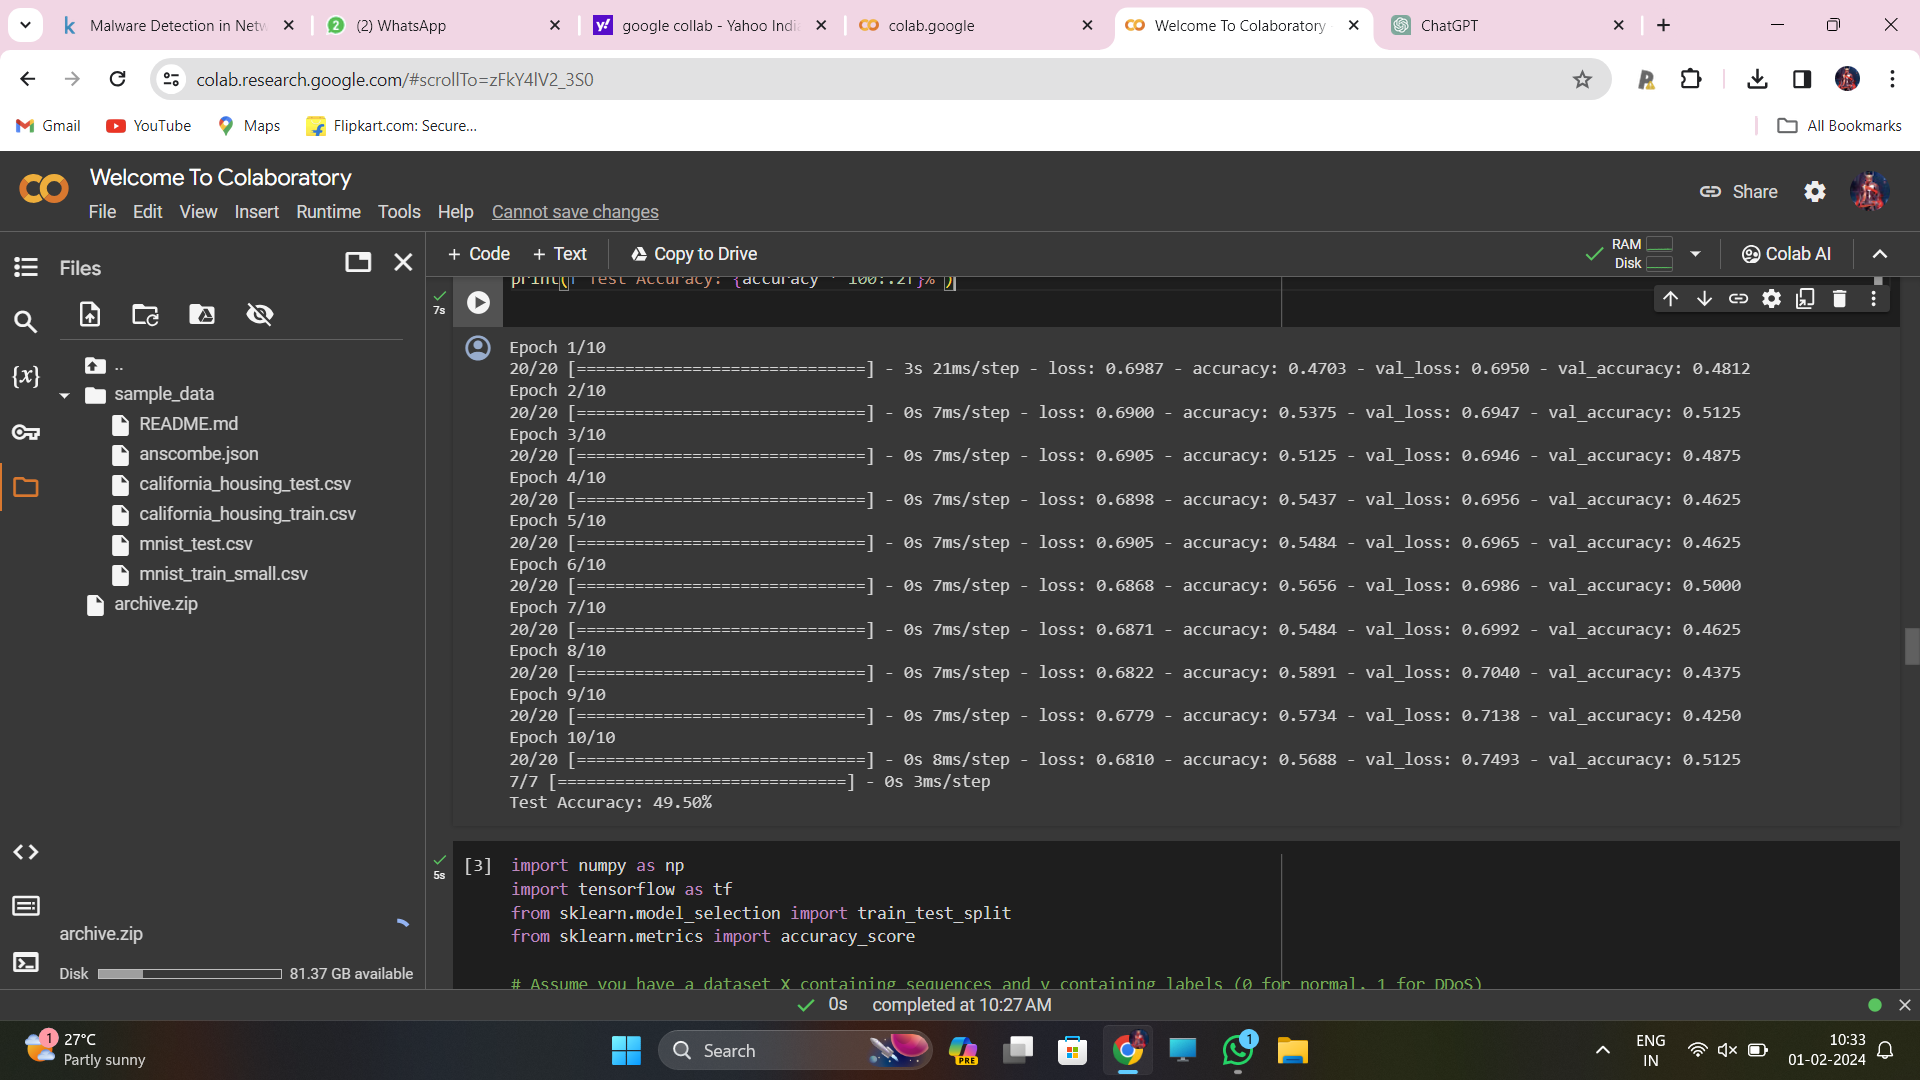 Malware Detection in Netw
(2) WhatsApp
google collab - Yahoo Indi
colab.google
Welcome To Colaboratory
ChatGPT
colab.research.google.com/#scrollTo=zFkY4lV2_3S0
Gmail
YouTube
Maps
Flipkart.com: Secure...
All Bookmarks
Welcome To Colaboratory
File Edit View Insert Runtime Tools Help Cannot save changes
Share
Files
+ Code + Text Copy to Drive
RAM
Disk
Colab AI
..
sample_data
README.md
anscombe.json
california_housing_test.csv
california_housing_train.csv
mnist_test.csv
mnist_train_small.csv
archive.zip
archive.zip
Disk 81.37 GB available
7s
print(f"Test Accuracy: {accuracy * 100:.2f}%")
Epoch 1/10
20/20 [==============================] - 3s 21ms/step - loss: 0.6987 - accuracy: 0.4703 - val_loss: 0.6950 - val_accuracy: 0.4812
Epoch 2/10
20/20 [==============================] - 0s 7ms/step - loss: 0.6900 - accuracy: 0.5375 - val_loss: 0.6947 - val_accuracy: 0.5125
Epoch 3/10
20/20 [==============================] - 0s 7ms/step - loss: 0.6905 - accuracy: 0.5125 - val_loss: 0.6946 - val_accuracy: 0.4875
Epoch 4/10
20/20 [==============================] - 0s 7ms/step - loss: 0.6898 - accuracy: 0.5437 - val_loss: 0.6956 - val_accuracy: 0.4625
Epoch 5/10
20/20 [==============================] - 0s 7ms/step - loss: 0.6905 - accuracy: 0.5484 - val_loss: 0.6965 - val_accuracy: 0.4625
Epoch 6/10
20/20 [==============================] - 0s 7ms/step - loss: 0.6868 - accuracy: 0.5656 - val_loss: 0.6986 - val_accuracy: 0.5000
Epoch 7/10
20/20 [==============================] - 0s 7ms/step - loss: 0.6871 - accuracy: 0.5484 - val_loss: 0.6992 - val_accuracy: 0.4625
Epoch 8/10
20/20 [==============================] - 0s 7ms/step - loss: 0.6822 - accuracy: 0.5891 - val_loss: 0.7040 - val_accuracy: 0.4375
Epoch 9/10
20/20 [==============================] - 0s 7ms/step - loss: 0.6779 - accuracy: 0.5734 - val_loss: 0.7138 - val_accuracy: 0.4250
Epoch 10/10
20/20 [==============================] - 0s 8ms/step - loss: 0.6810 - accuracy: 0.5688 - val_loss: 0.7493 - val_accuracy: 0.5125
7/7 [==============================] - 0s 3ms/step
Test Accuracy: 49.50%
5s
[3] import numpy as np
import tensorflow as tf
from sklearn.model_selection import train_test_split
from sklearn.metrics import accuracy_score
# Assume you have a dataset X containing sequences and y containing labels (0 for normal, 1 for DDoS)
0s completed at 10:27 AM
1
27°C
Partly sunny
Search
PRE
1
ENG
IN
10:33
01-02-2024